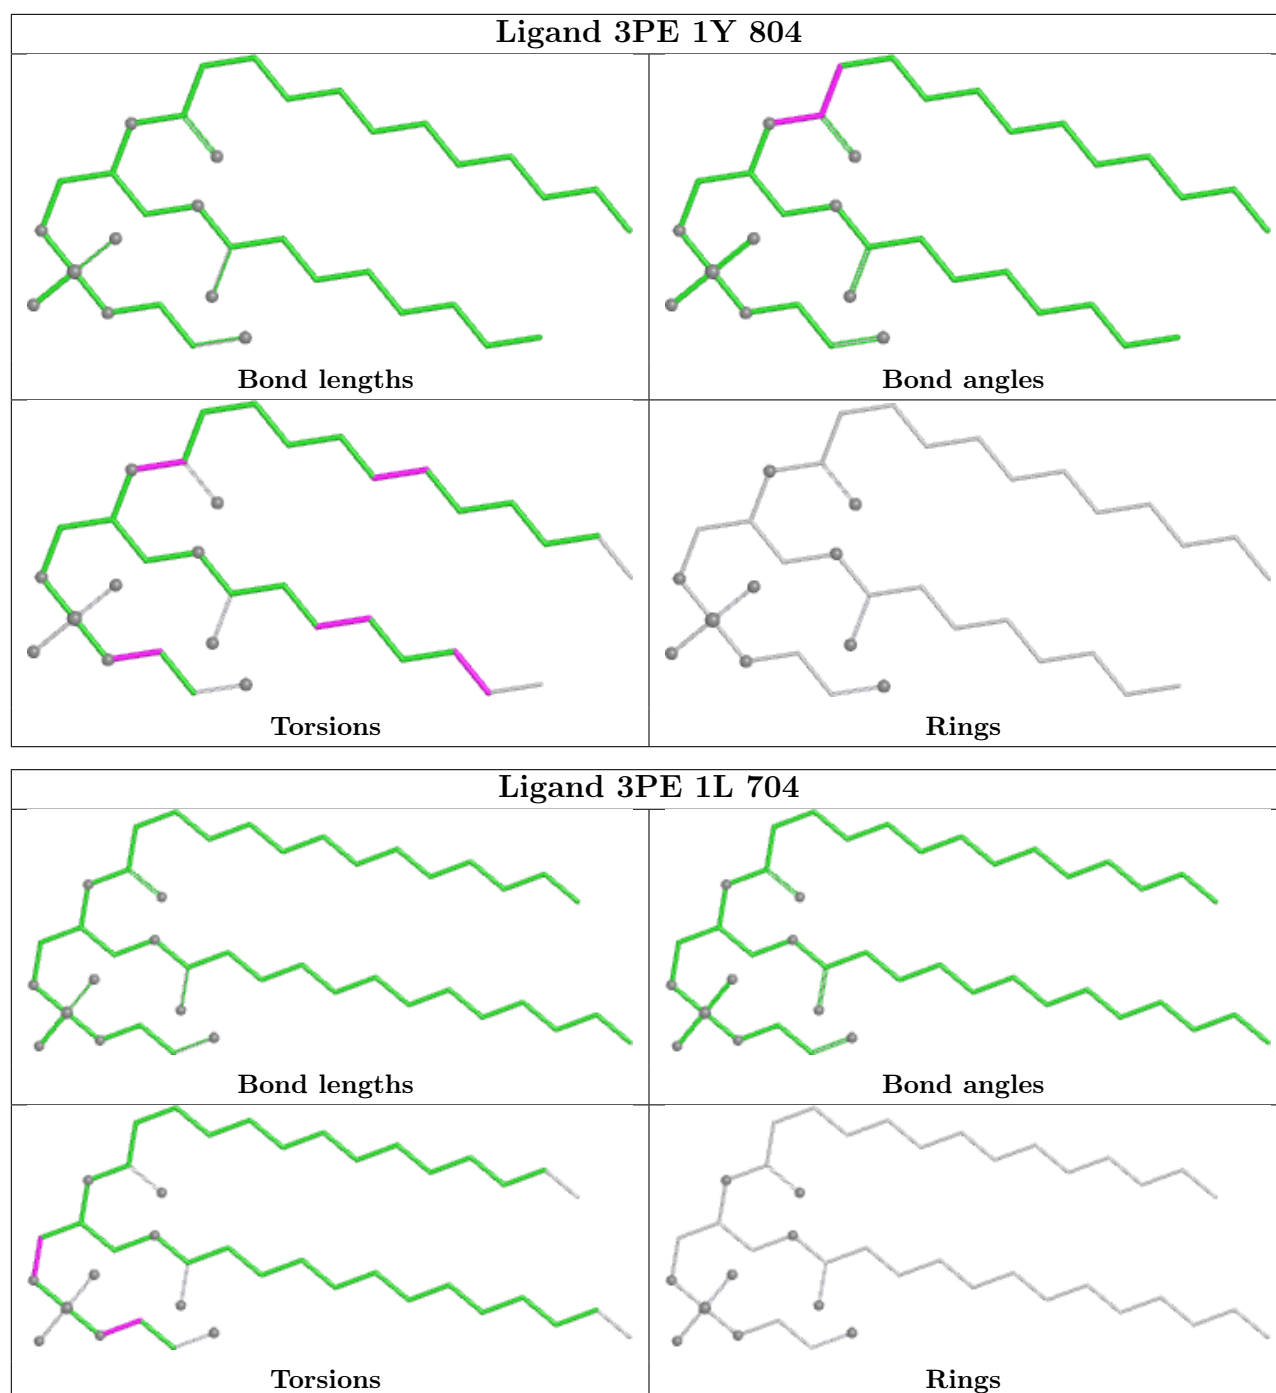 Ligand 3PE 1Y 804
Bond lengths
Bond angles
Torsions
Rings
Ligand 3PE 1L 704
Bond lengths
Bond angles
Torsions
Rings